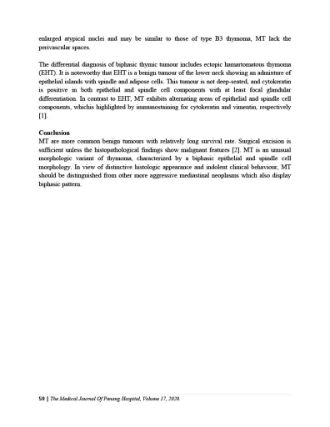 enlarged atypical nuclei and may be similar to those of type B3 thymoma, MT lack the
perivascular spaces.
The differential diagnosis of biphasic thymic tumour includes ectopic hamartomatous thymoma
(EHT). It is noteworthy that EHT is a benign tumour of the lower neck showing an admixture of
epithelial islands with spindle and adipose cells. This tumour is not deep-seated, and cytokeratin
is positive in both epithelial and spindle cell components with at least focal glandular
differentiation. In contrast to EHT, MT exhibits alternating areas of epithelial and spindle cell
components, whichis highlighted by immunostaining for cytokeratin and vimentin, respectively
[1].
Conclusion
MT are more common benign tumours with relatively long survival rate. Surgical excision is
sufficient unless the histopathological findings show malignant features [2]. MT is an unusual
morphologic variant of thymoma, characterized by a biphasic epithelial and spindle cell
morphology. In view of distinctive histologic appearance and indolent clinical behaviour, MT
should be distinguished from other more aggressive mediastinal neoplasms which also display
biphasic pattern.
50 | The Medical Journal Of Penang Hospital, Volume 17, 2020.